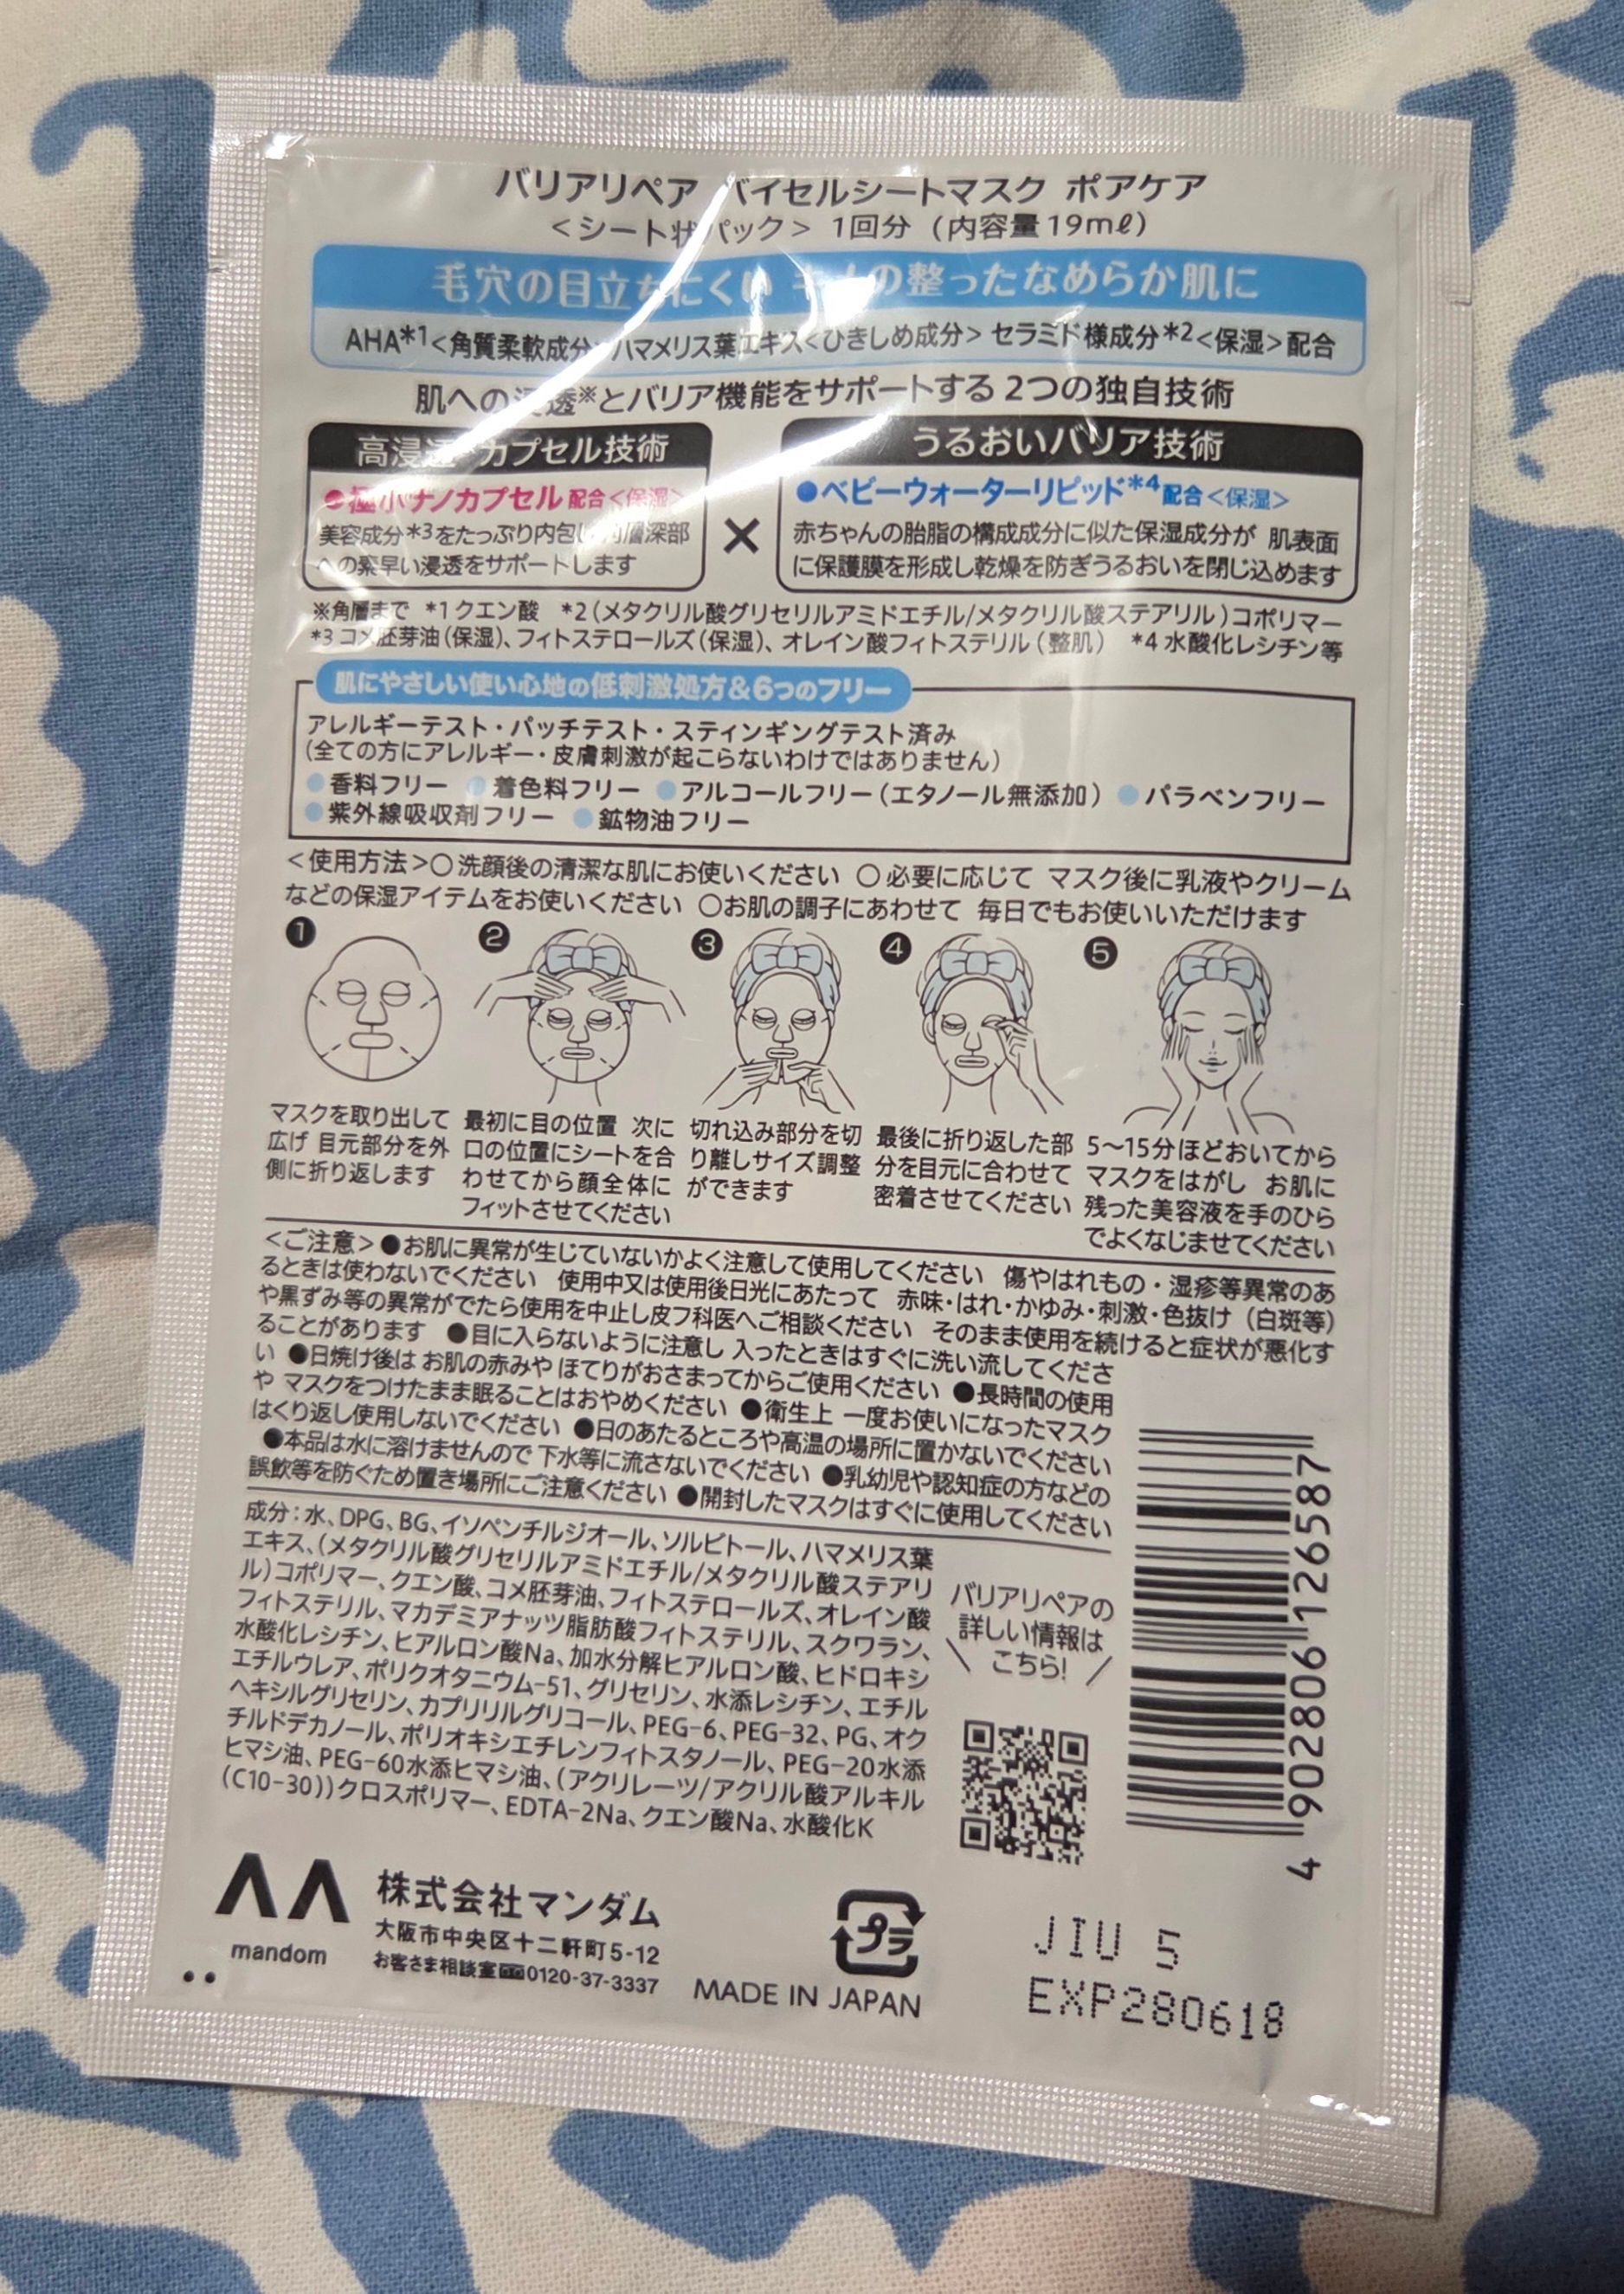 バリアリペア バイセルシートマスク ポアケア
<シート状パック> 1回分 (内容量19mℓ)
毛穴の目立ちにくい の整ったなめらか肌に
AHA*1<角質柔軟成分>ハマメリス葉エキス<ひきしめ成分> セラミド様成分*2<保湿>配合
肌への浸透※とバリア機能をサポートする2つの独自技術
高浸透※カプセル技術
●極小ナノカプセル配合<保湿>
美容成分*3をたっぷり内包し角層深部
への素早い浸透をサポートします
×
うるおいバリア技術
●ベビーウォーターリピッド*4配合<保湿>
赤ちゃんの胎脂の構成成分に似た保湿成分が 肌表面
に保護膜を形成し乾燥を防ぎうるおいを閉じ込めます
※角層まで *1クエン酸 *2(メタクリル酸グリセリルアミドエチル/メタクリル酸ステアリル)コポリマー
*3コメ胚芽油(保湿)、フィトステロールズ(保湿)、オレイン酸フィトステリル(整肌) *4水酸化レシチン等
肌にやさしい使い心地の低刺激処方&6つのフリー
アレルギーテスト・パッチテスト・スティンギングテスト済み
(全ての方にアレルギー・皮膚刺激が起こらないわけではありません)
●香料フリー ●着色料フリー ●アルコールフリー(エタノール無添加) ●パラベンフリー
●紫外線吸収剤フリー ●鉱物油フリー
<使用方法>○洗顔後の清潔な肌にお使いください ○必要に応じて マスク後に乳液やクリーム
などの保湿アイテムをお使いください ○お肌の調子にあわせて 毎日でもお使いいただけます
❶
マスクを取り出して
広げ 目元部分を外
側に折り返します
❷
最初に目の位置 次に
口の位置にシートを合
わせてから顔全体に
フィットさせてください
❸
切れ込み部分を切
り離しサイズ調整
ができます
❹
最後に折り返した部
分を目元に合わせて
密着させてください
❺
5〜15分ほどおいてから
マスクをはがし お肌に
残った美容液を手のひら
でよくなじませてください
<ご注意>●お肌に異常が生じていないかよく注意して使用してください 傷やはれもの・湿疹等異常のあ
るときは使わないでください 使用中又は使用後日光にあたって 赤味・はれ・かゆみ・刺激・色抜け(白斑等)
や黒ずみ等の異常がでたら使用を中止し皮フ科医へご相談ください そのまま使用を続けると症状が悪化す
ることがあります ●目に入らないように注意し 入ったときはすぐに洗い流してくださ
い ●日焼け後は お肌の赤みや ほてりがおさまってからご使用ください ●長時間の使用
や マスクをつけたまま眠ることはおやめください ●衛生上 一度お使いになったマスク
はくり返し使用しないでください ●日のあたるところや高温の場所に置かないでください
●本品は水に溶けませんので 下水等に流さないでください ●乳幼児や認知症の方などの
誤飲等を防ぐため置き場所にご注意ください ●開封したマスクはすぐに使用してください
成分:水、DPG、BG、イソペンチルジオール、ソルビトール、ハマメリス葉
エキス、(メタクリル酸グリセリルアミドエチル/メタクリル酸ステアリ
ル)コポリマー、クエン酸、コメ胚芽油、フィトステロールズ、オレイン酸
フィトステリル、マカデミアナッツ脂肪酸フィトステリル、スクワラン、
水酸化レシチン、ヒアルロン酸Na、加水分解ヒアルロン酸、ヒドロキシ
エチルウレア、ポリクオタニウム-51、グリセリン、水添レシチン、エチル
ヘキシルグリセリン、カプリリルグリコール、PEG-6、PEG-32、PG、オク
チルドデカノール、ポリオキシエチレンフィトスタノール、PEG-20水添
ヒマシ油、PEG-60水添ヒマシ油、(アクリレーツ/アクリル酸アルキル
(C10-30))クロスポリマー、EDTA-2Na、クエン酸Na、水酸化K
バリアリペアの
詳しい情報は
\ こちら! /
4 902806 126587
mandom
株式会社マンダム
大阪市中央区十二軒町5-12
お客さま相談室 0120-37-3337
プラ
MADE IN JAPAN
JIU 5
EXP280618